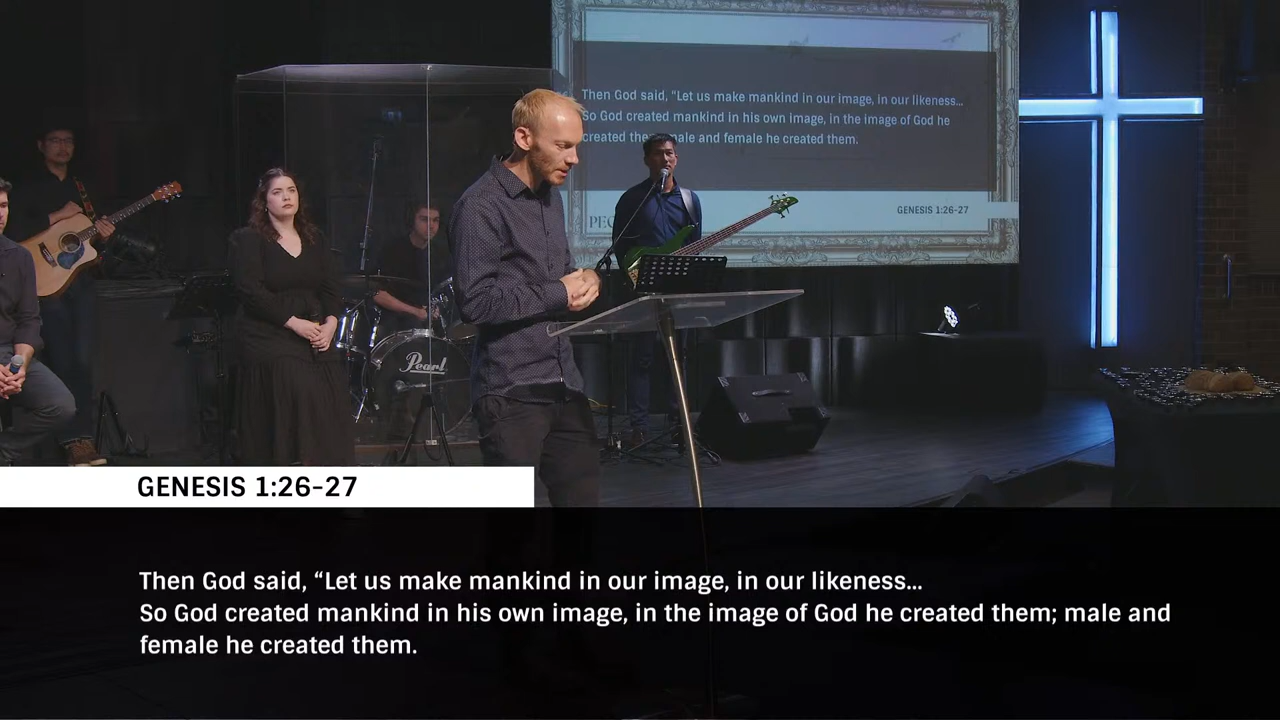 Then God said, “Let us make mankind in our image, in our likeness...
So God created mankind in his own image, in the image of God he
created the male and female he created them.
GENESIS 1:26-27
PEO
Pearl
GENESIS 1:26-27
Then God said, “Let us make mankind in our image, in our likeness...
So God created mankind in his own image, in the image of God he created them; male and
female he created them.